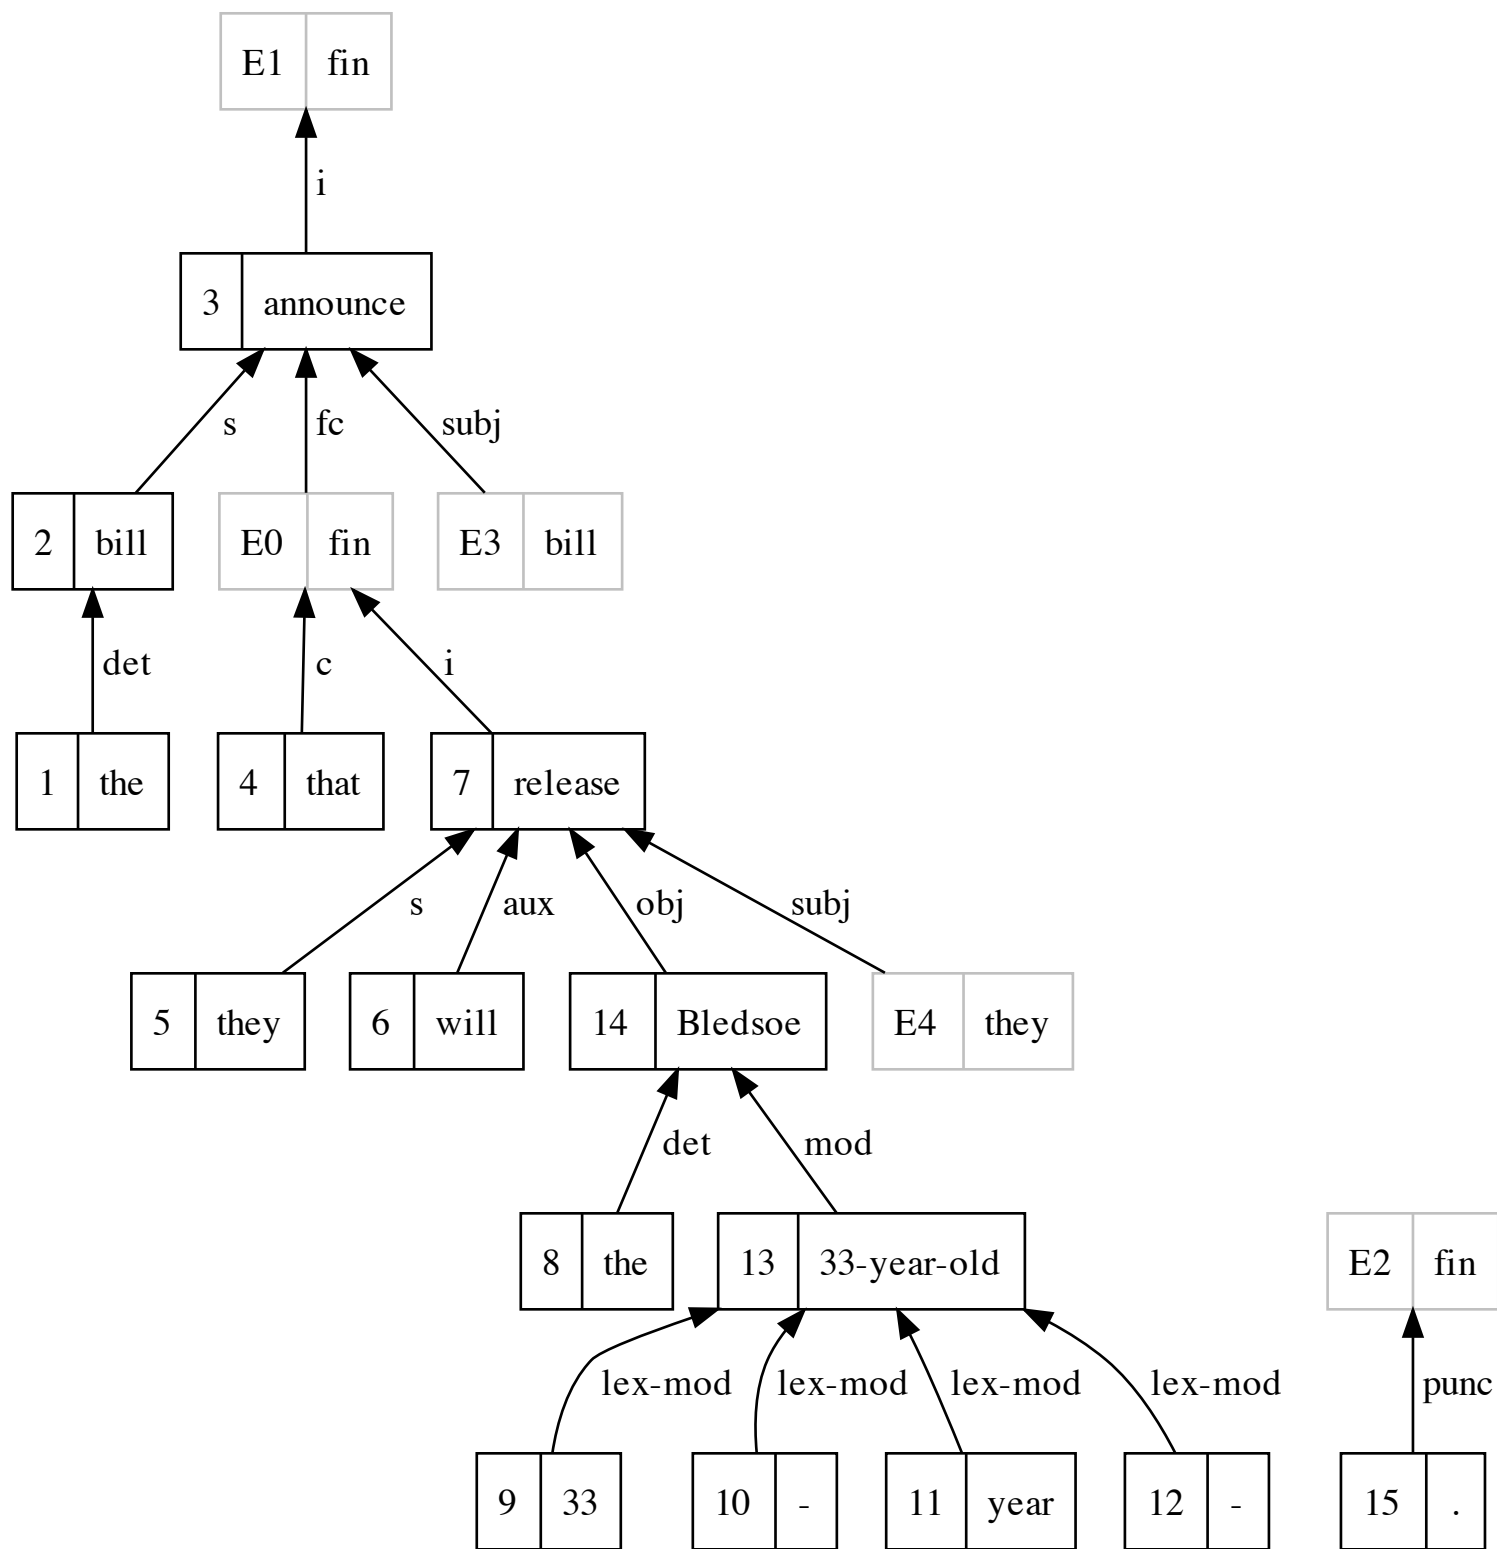 E1 fin
i
3 announce
s fc subj
2 bill E0 fin E3 bill
det c i
1 the 4 that 7 release
s aux obj subj
5 they 6 will 14 Bledsoe E4 they
det mod
8 the 13 33-year-old E2 fin
lex-mod lex-mod lex-mod lex-mod punc
9 33 10 - 11 year 12 - 15 .